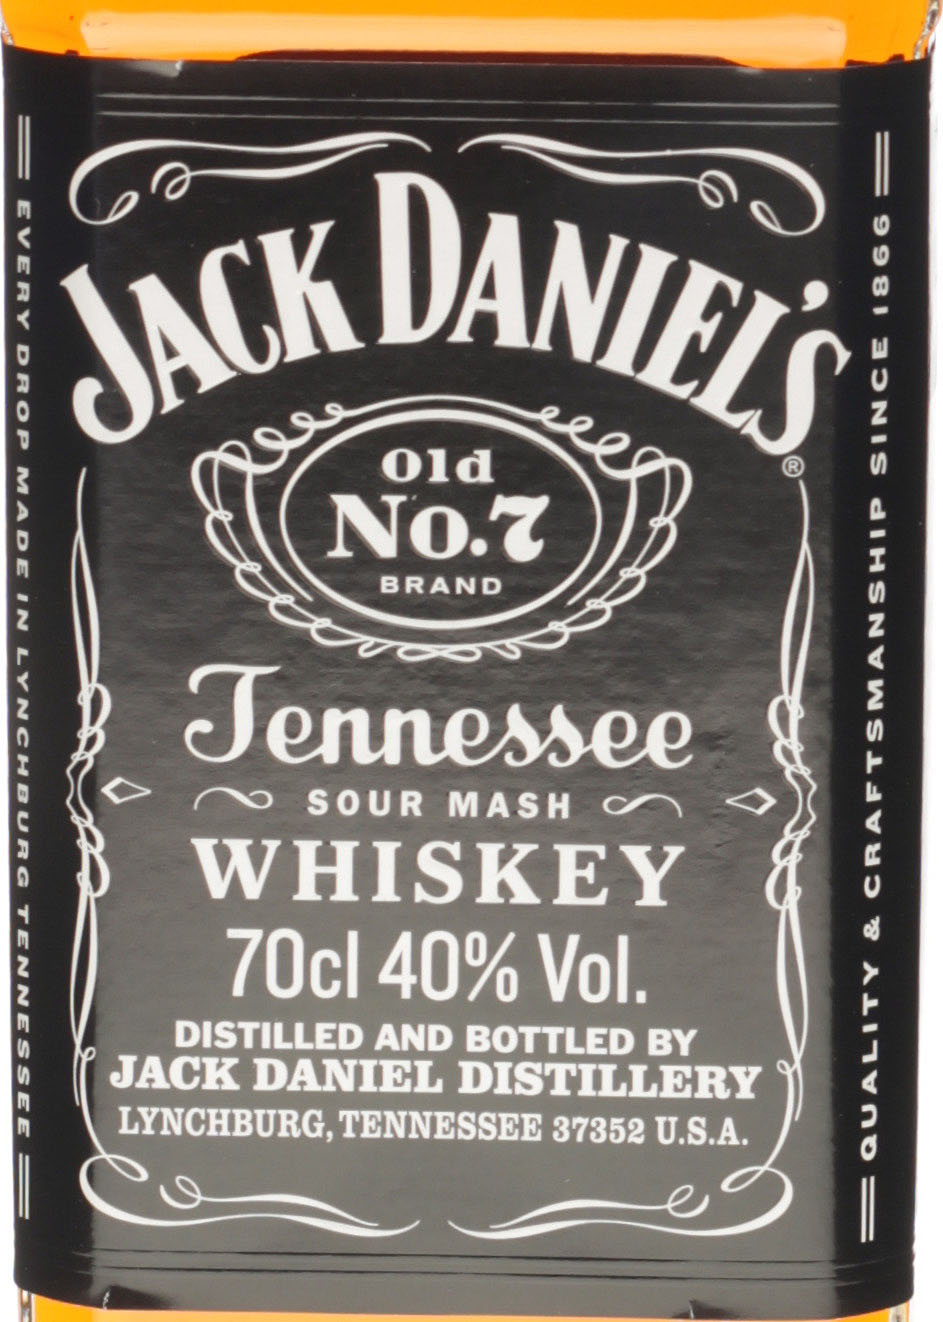 JACK DANIEL'S
®
Old
No.7
BRAND
Tennessee
SOUR MASH
WHISKEY
70cl 40% Vol.
DISTILLED AND BOTTLED BY
JACK DANIEL DISTILLERY
LYNCHBURG, TENNESSEE 37352 U.S.A.
EVERY DROP MADE IN LYNCHBURG TENNESSEE
QUALITY & CRAFTSMANSHIP SINCE 1866